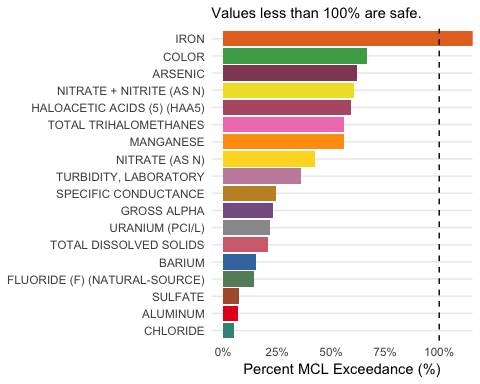 Values less than 100% are safe.
IRON
COLOR
ARSENIC
NITRATE + NITRITE (AS N)
HALOACETIC ACIDS (5) (HAA5)
TOTAL TRIHALOMETHANES
MANGANESE
NITRATE (AS N)
TURBIDITY, LABORATORY
SPECIFIC CONDUCTANCE
GROSS ALPHA
URANIUM (PCI/L)
TOTAL DISSOLVED SOLIDS
BARIUM
FLUORIDE (F) (NATURAL-SOURCE)
SULFATE
ALUMINUM
CHLORIDE
0% 25% 50% 75% 100%
Percent MCL Exceedance (%)